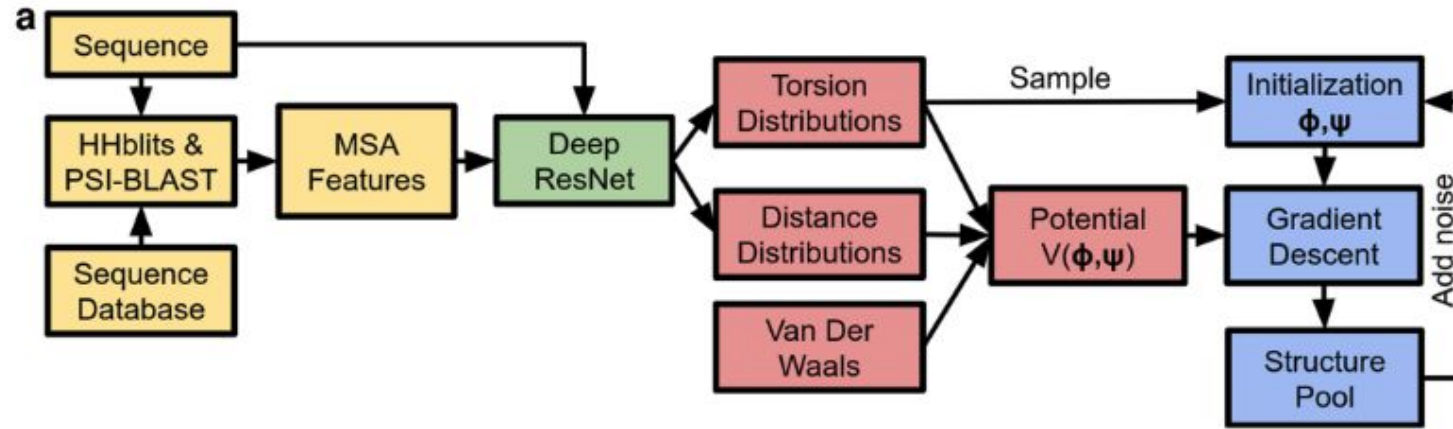 a
Sequence
HHblits &
PSI-BLAST
Sequence
Database
MSA
Features
Deep
ResNet
Torsion
Distributions
Distance
Distributions
Van Der
Waals
Sample
Potential
V(ϕ,ψ)
Initialization
ϕ,ψ
Gradient
Descent
Structure
Pool
Add noise